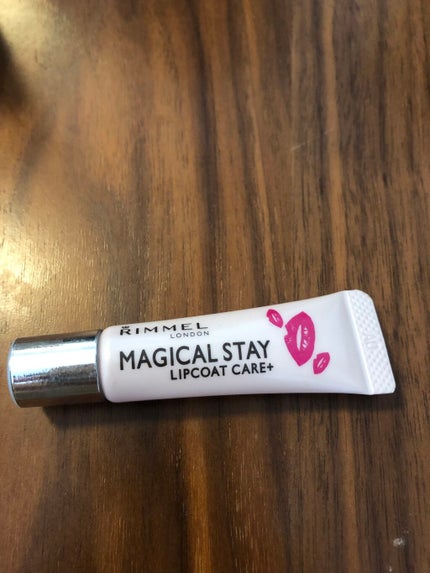 RIMMEL
LONDON
MAGICAL STAY
LIPCOAT CARE+